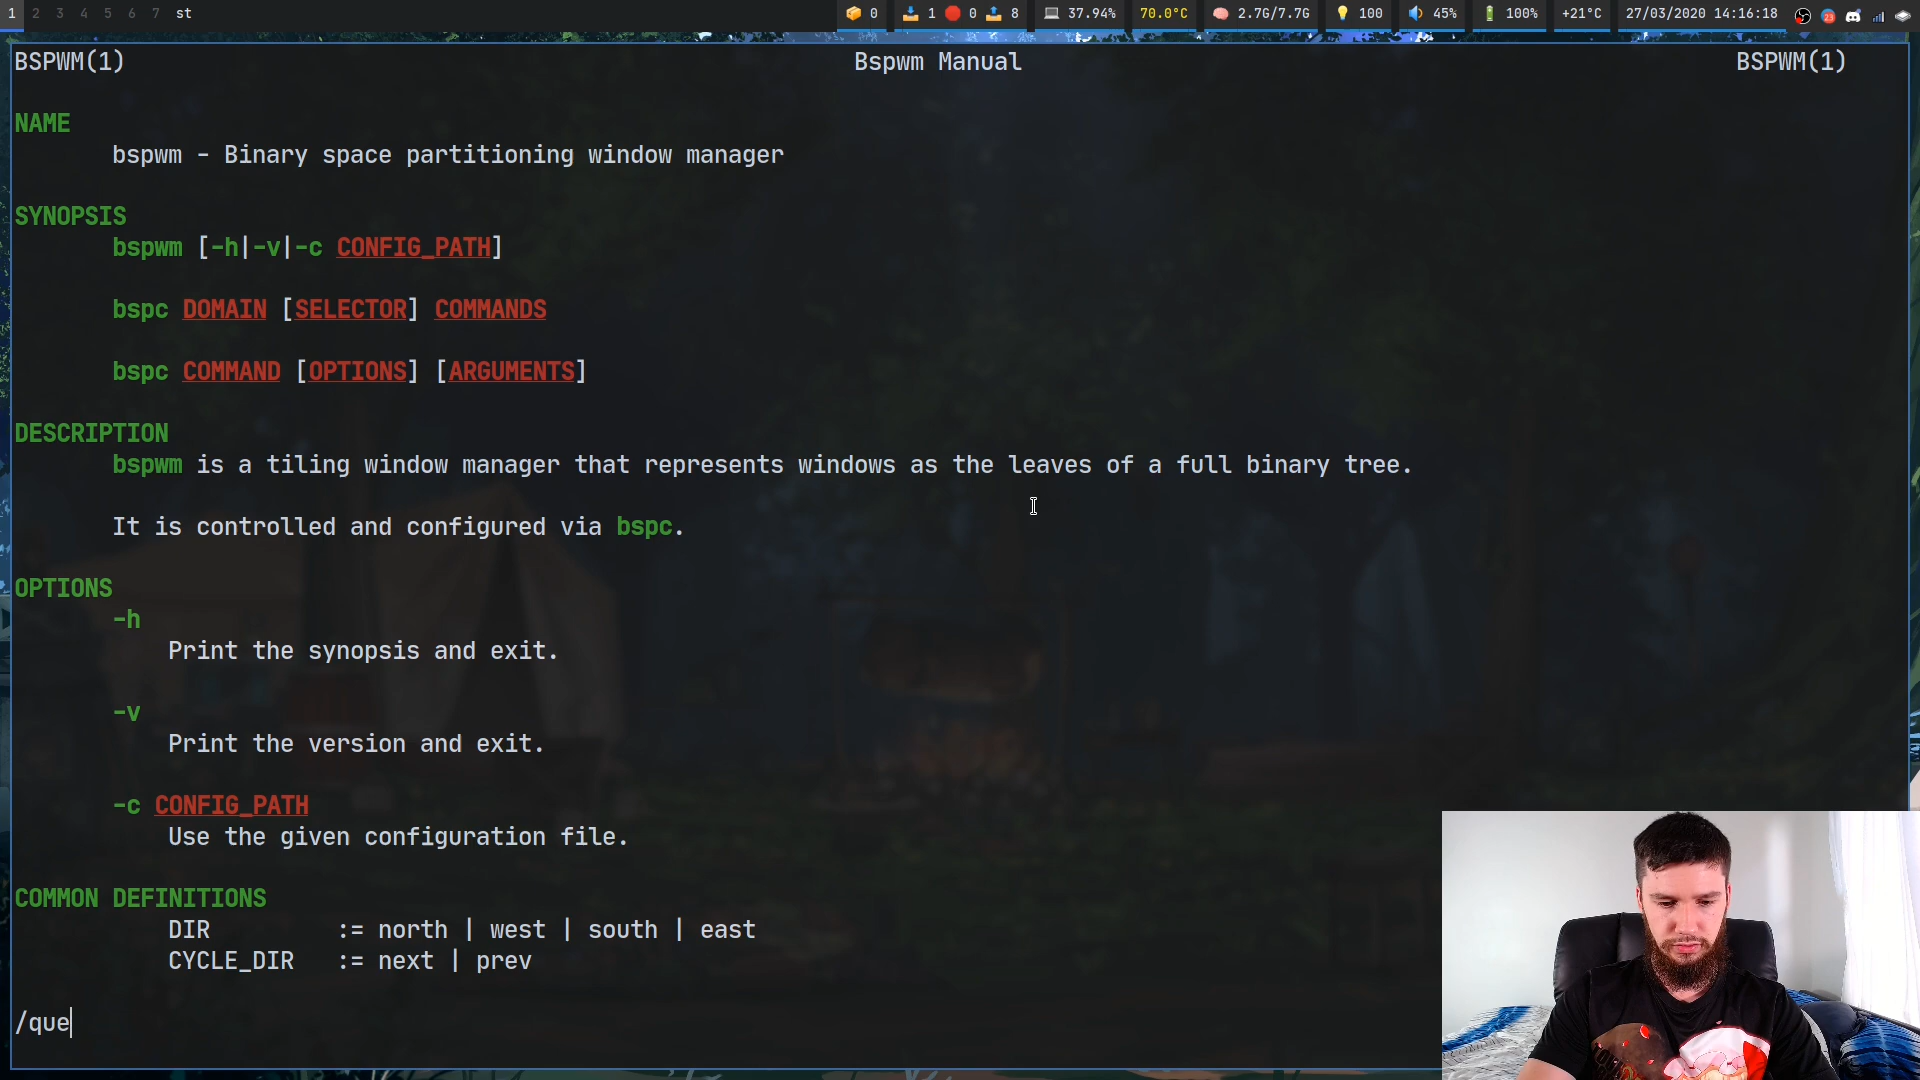 1 2 3 4 5 6 7 st 0 1 0 8 37.94% 70.0°C 2.7G/7.7G 100 45% 100% +21°C 27/03/2020 14:16:18 23
BSPWM(1) Bspwm Manual BSPWM(1)
NAME
bspwm - Binary space partitioning window manager
SYNOPSIS
bspwm [-h|-v|-c CONFIG_PATH]
bspc DOMAIN [SELECTOR] COMMANDS
bspc COMMAND [OPTIONS] [ARGUMENTS]
DESCRIPTION
bspwm is a tiling window manager that represents windows as the leaves of a full binary tree.
It is controlled and configured via bspc.
OPTIONS
-h
Print the synopsis and exit.
-v
Print the version and exit.
-c CONFIG_PATH
Use the given configuration file.
COMMON DEFINITIONS
DIR := north | west | south | east
CYCLE_DIR := next | prev
/que